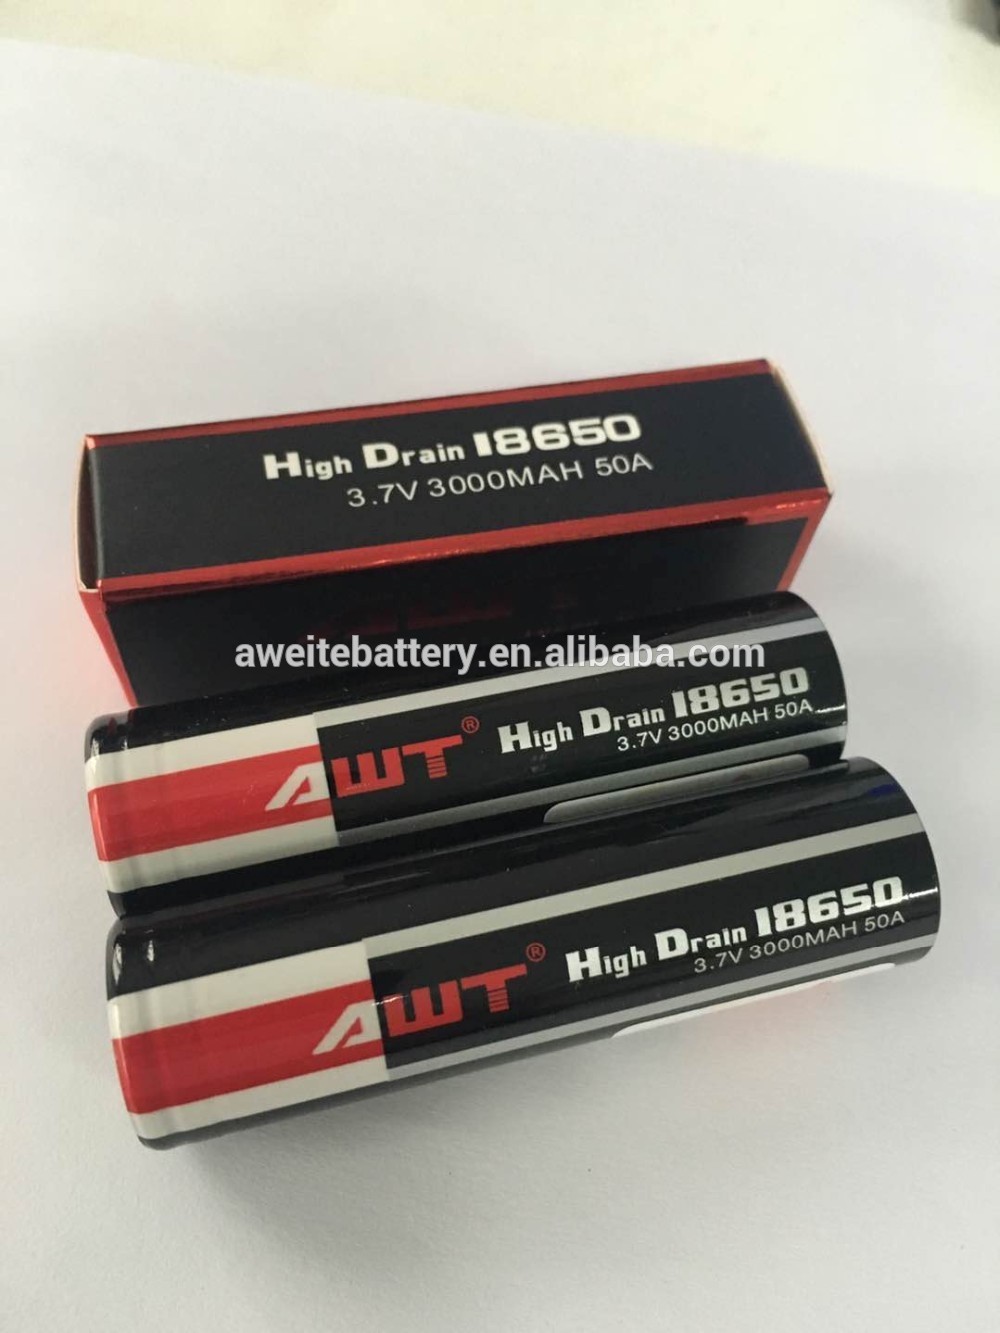 High Drain 18650
3.7V 3000MAH 50A
aweitebattery.en.alibaba.com
AWT® High Drain 18650
3.7V 3000MAH 50A
AWT® High Drain 18650
3.7V 3000MAH 50A